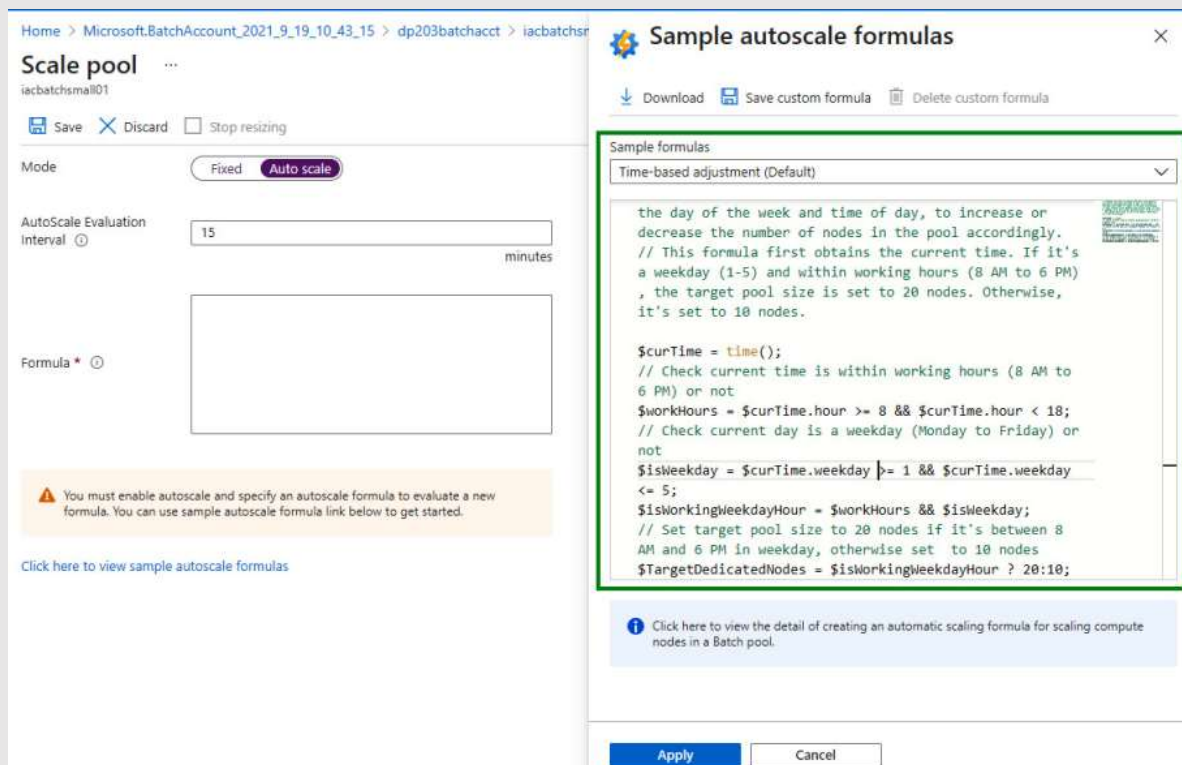 Home > Microsoft.BatchAccount_2021_9_19_10_43_15 > dp203batchacct > iacbatchsr
Scale pool ...
iacbatchsmall01
Save Discard Stop resizing
Mode
Fixed Auto scale
AutoScale Evaluation
Interval
15
minutes
Formula *
You must enable autoscale and specify an autoscale formula to evaluate a new
formula. You can use sample autoscale formula link below to get started.
Click here to view sample autoscale formulas
Sample autoscale formulas
Download Save custom formula Delete custom formula
Sample formulas
Time-based adjustment (Default)
the day of the week and time of day, to increase or
decrease the number of nodes in the pool accordingly.
// This formula first obtains the current time. If it's
a weekday (1-5) and within working hours (8 AM to 6 PM)
, the target pool size is set to 20 nodes. Otherwise,
it's set to 10 nodes.
$curTime = time();
// Check current time is within working hours (8 AM to
6 PM) or not
$workHours = $curTime.hour >= 8 && $curTime.hour < 18;
// Check current day is a weekday (Monday to Friday) or
not
$isWeekday = $curTime.weekday >= 1 && $curTime.weekday
<= 5;
$isWorkingWeekdayHour = $workHours && $isWeekday;
// Set target pool size to 20 nodes if it's between 8
AM and 6 PM in weekday, otherwise set  to 10 nodes
$TargetDedicatedNodes = $isWorkingWeekdayHour ? 20:10;
Click here to view the detail of creating an automatic scaling formula for scaling compute
nodes in a Batch pool.
Apply Cancel